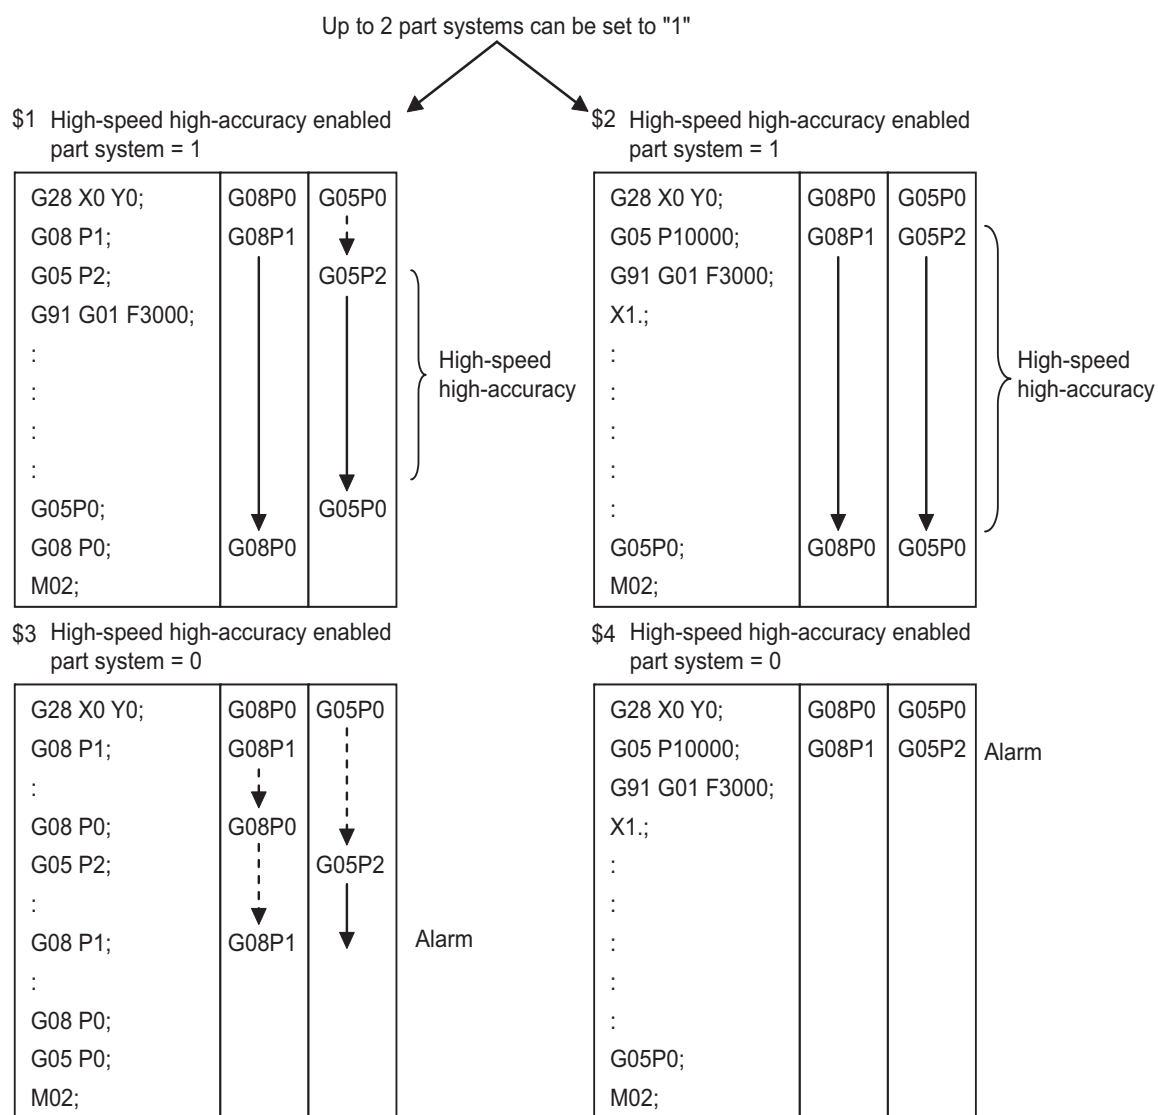 Up to 2 part systems can be set to "1"
$1 High-speed high-accuracy enabled
part system = 1
G28 X0 Y0; G08P0 G05P0
G08 P1; G08P1
G05 P2; G05P2
G91 G01 F3000;
:
:
:
:
High-speed
high-accuracy
G05P0; G05P0
G08 P0; G08P0
M02;
$2 High-speed high-accuracy enabled
part system = 1
G28 X0 Y0; G08P0 G05P0
G05 P10000; G08P1 G05P2
G91 G01 F3000;
X1.;
:
:
:
:
:
High-speed
high-accuracy
G05P0; G08P0 G05P0
M02;
$3 High-speed high-accuracy enabled
part system = 0
G28 X0 Y0; G08P0 G05P0
G08 P1; G08P1
:
G08 P0; G08P0
G05 P2; G05P2
:
G08 P1; G08P1 Alarm
:
G08 P0;
G05 P0;
M02;
$4 High-speed high-accuracy enabled
part system = 0
G28 X0 Y0; G08P0 G05P0
G05 P10000; G08P1 G05P2 Alarm
G91 G01 F3000;
X1.;
:
:
:
:
:
G05P0;
M02;